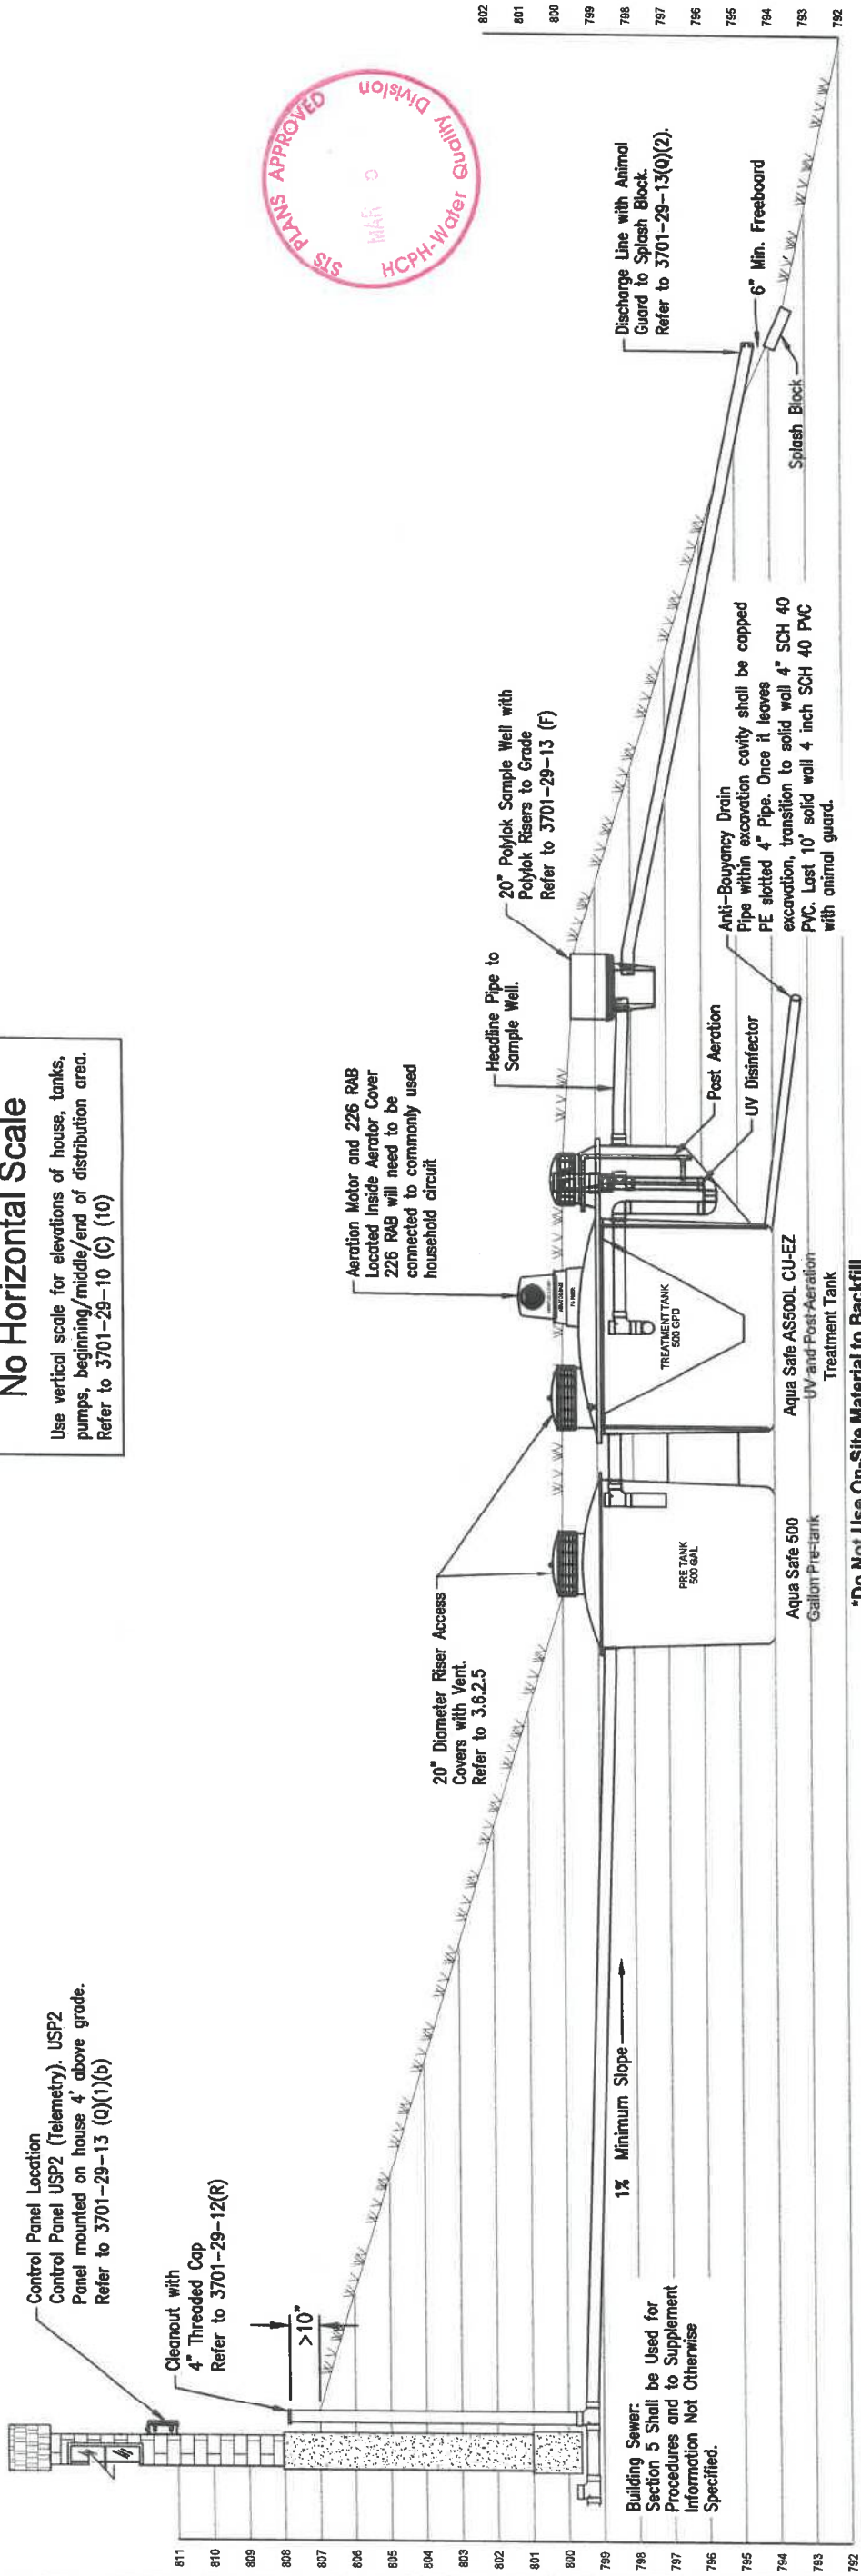 No Horizontal Scale
Use vertical scale for elevations of house, tanks,
pumps, beginning/middle/end of distribution area.
Refer to 3701-29-10 (C) (10)
Control Panel Location
Control Panel USP2 (Telemetry). USP2
Panel mounted on house 4' above grade.
Refer to 3701-29-13 (Q)(1)(b)
Cleanout with
4" Threaded Cap
Refer to 3701-29-12(R)
>10"
811
810
809
808
807
806
805
804
803
802
801
800
799
798
797
796
795
794
793
792
Building Sewer:
Section 5 Shall be Used for
Procedures and to Supplement
Information Not Otherwise
Specified.
1% Minimum Slope
20" Diameter Riser Access
Covers with Vent.
Refer to 3.6.2.5
PRE TANK
500 GAL
Aqua Safe 500
Gallon Pre-tank
Aeration Motor and 226 RAB
Located Inside Aerator Cover
226 RAB will need to be
connected to commonly used
household circuit
TREATMENT TANK
500 GPD
Aqua Safe AS500L CU-EZ
UV and Post Aeration
Treatment Tank
*Do Not Use On-Site Material to Backfill
Headline Pipe to
Sample Well.
Post Aeration
UV Disinfector
20" Polylok Sample Well with
Polylok Risers to Grade
Refer to 3701-29-13 (F)
Anti-Bouyancy Drain
Pipe within excavation cavity shall be capped
PE slotted 4" Pipe. Once it leaves
excavation, transition to solid wall 4" SCH 40
PVC. Last 10' solid wall 4 inch SCH 40 PVC
with animal guard.
Discharge Line with Animal
Guard to Splash Block.
Refer to 3701-29-13(Q)(2).
6" Min. Freeboard
Splash Block
STS PLANS APPROVED
MAR
HCPH-Water Quality Division
802
801
800
799
798
797
796
795
794
793
792